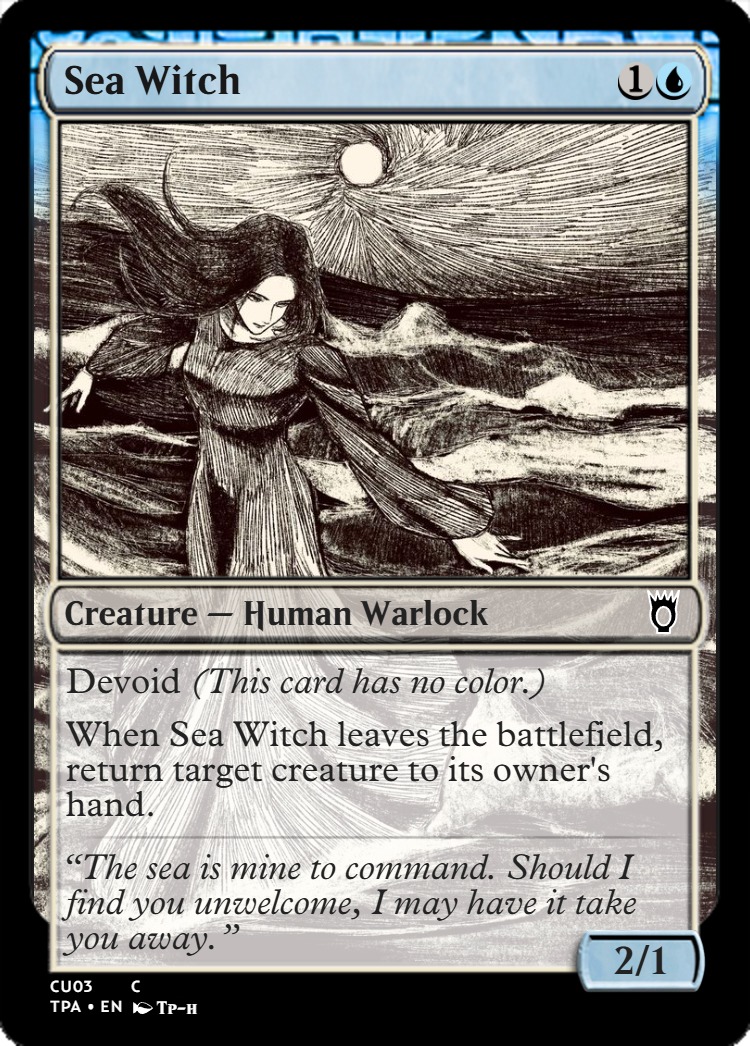 Sea Witch
1
Creature — Human Warlock
Devoid (This card has no color.)
When Sea Witch leaves the battlefield,
return target creature to its owner's
hand.
“The sea is mine to command. Should I
find you unwelcome, I may have it take
you away.”
2/1
CU03 C
TPA • EN Tp-H